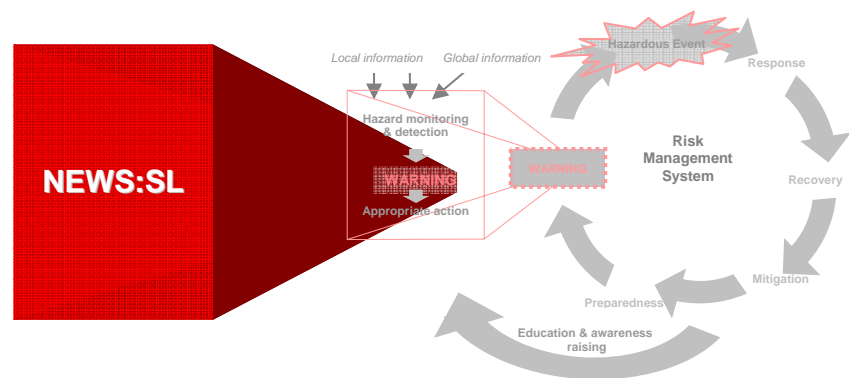 NEWS:SL
Local information
Global information
Hazard monitoring
& detection
WARNING
Appropriate action
WARNING
Hazardous Event
Response
Risk
Management
System
Recovery
Mitigation
Preparedness
Education & awareness
raising